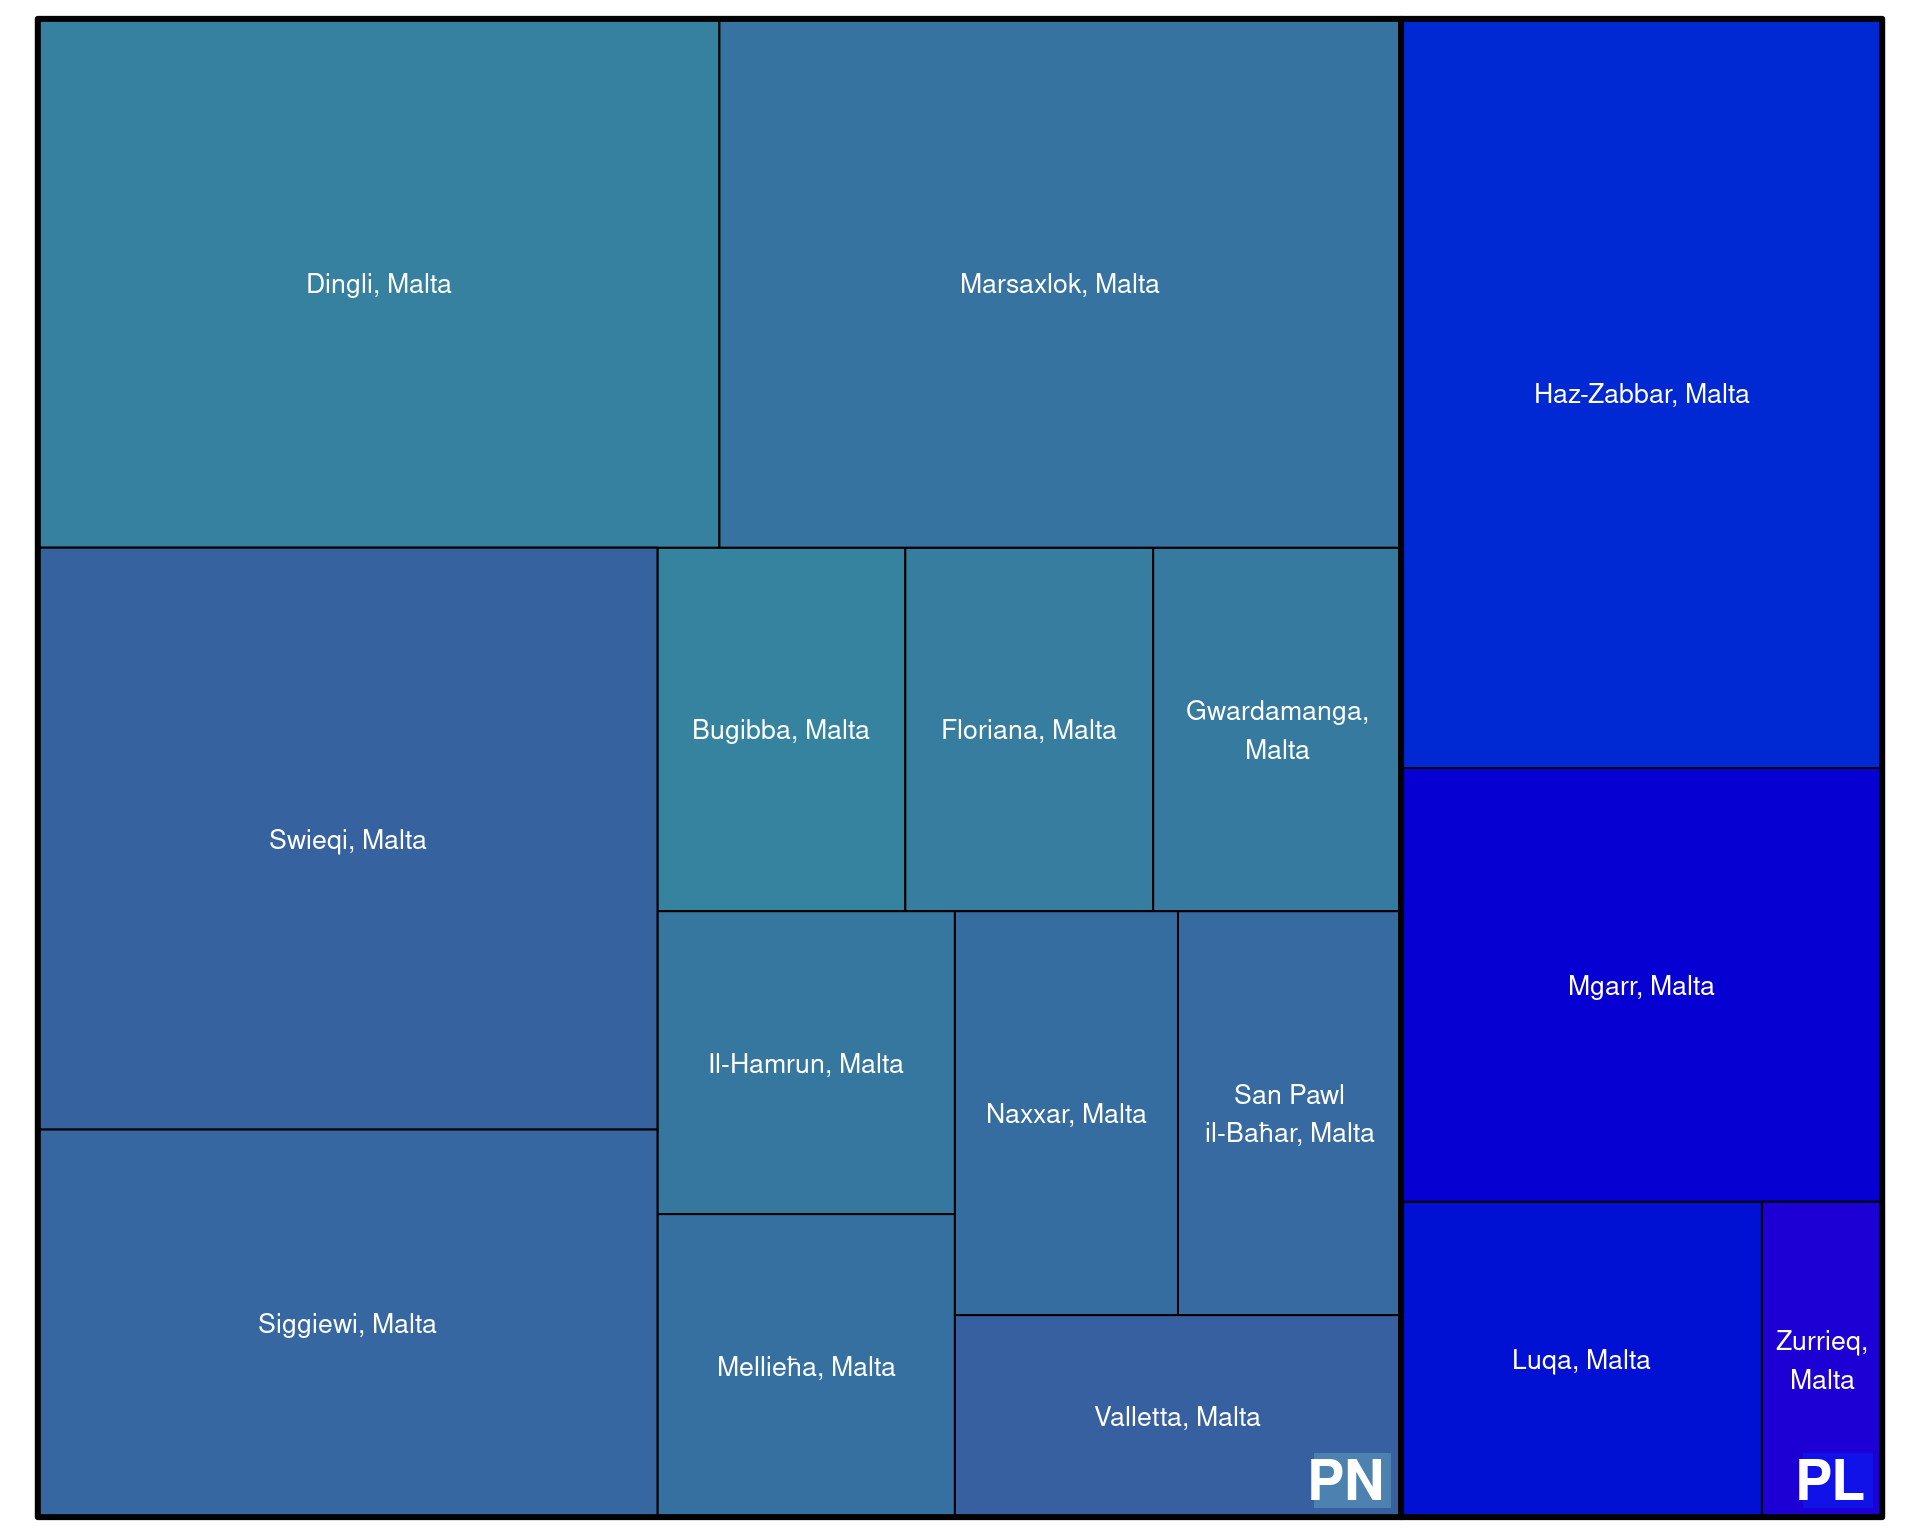 Dingli, Malta
Marsaxlok, Malta
Haz-Zabbar, Malta
Swieqi, Malta
Bugibba, Malta
Floriana, Malta
Gwardamanga,
Malta
Mgarr, Malta
Il-Hamrun, Malta
Naxxar, Malta
San Pawl
il-Baħar, Malta
Siggiewi, Malta
Mellieħa, Malta
Valletta, Malta
Luqa, Malta
Zurrieq,
Malta
PN
PL